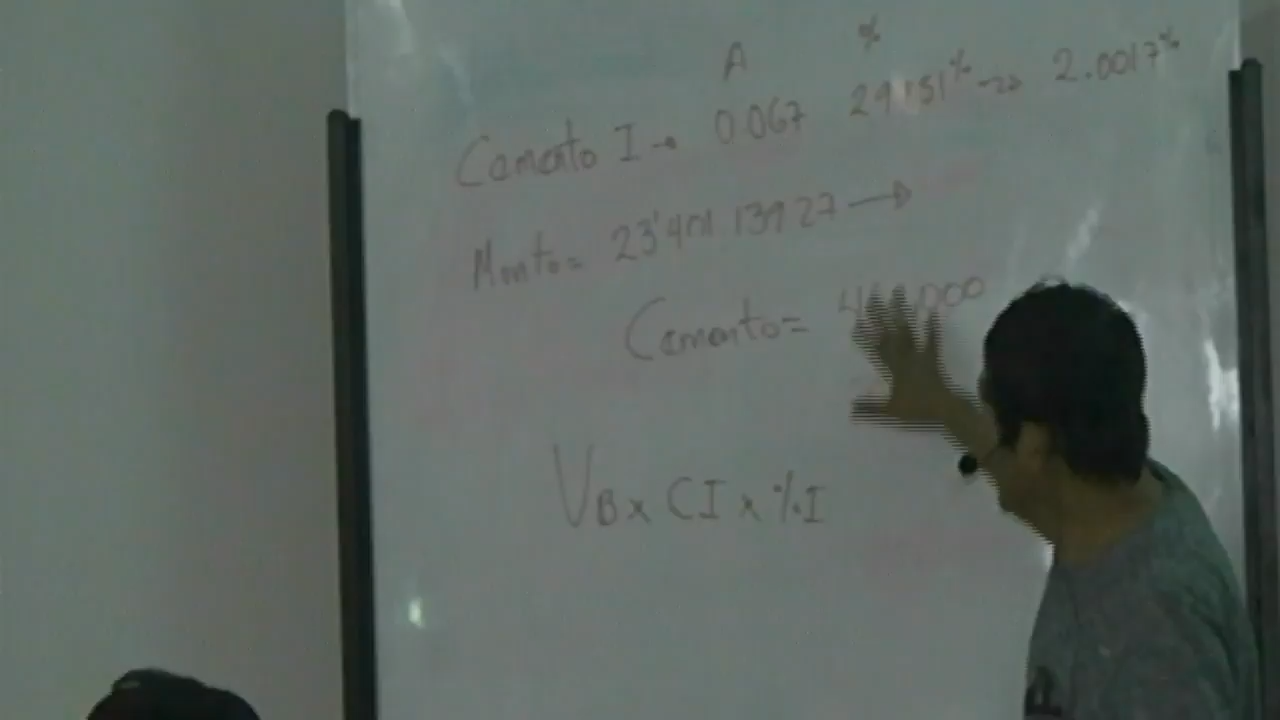 A %
Cemento I → 0.067 29.151% → 2.0017%
Monto = 23'401 139.27 →
Cemento =
VB x CI x %I